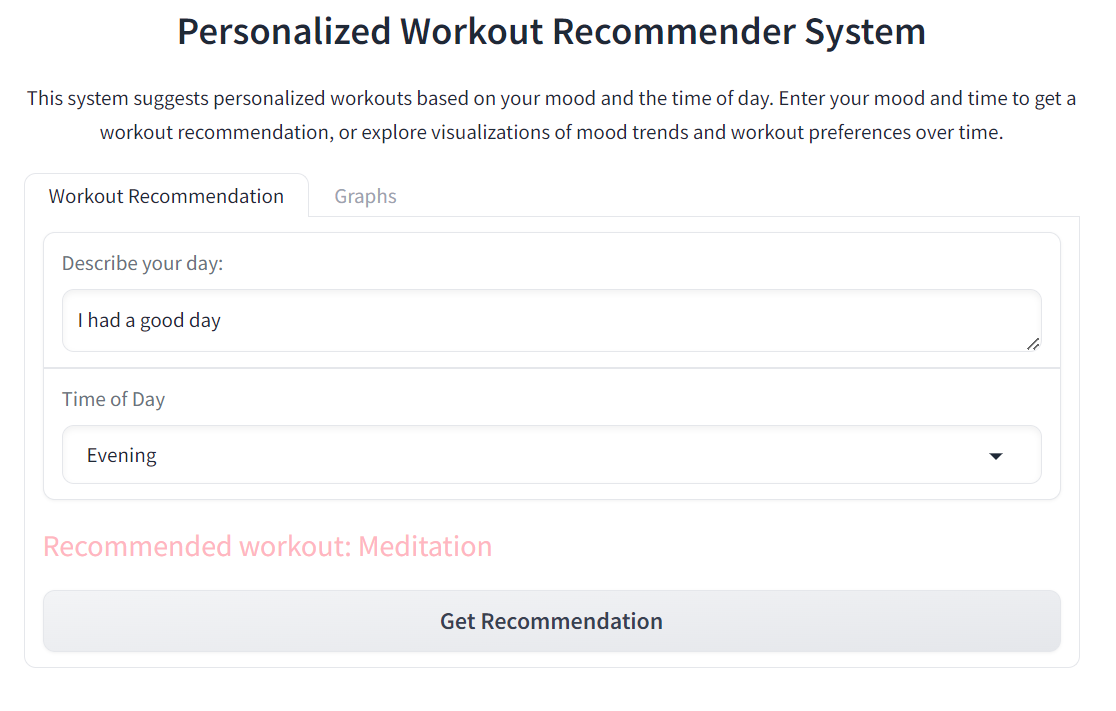 Personalized Workout Recommender System
This system suggests personalized workouts based on your mood and the time of day. Enter your mood and time to get a
workout recommendation, or explore visualizations of mood trends and workout preferences over time.
Workout Recommendation
Graphs
Describe your day:
I had a good day
Time of Day
Evening
Recommended workout: Meditation
Get Recommendation